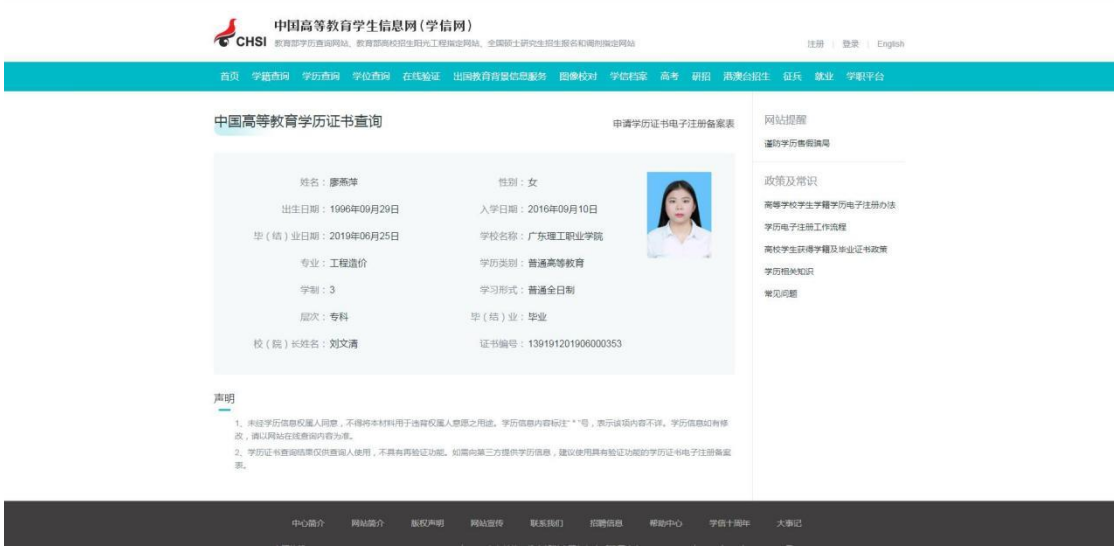 中国高等教育学生信息网(学信网)
CHSI 教育部学历查询网站、教育部高校招生阳光工程指定网站、全国硕士研究生招生报名和调剂指定网站
注册 | 登录 | English
首页 学籍查询 学历查询 学位查询 在线验证 出国教育背景信息服务 图像校对 学信档案 高考 研招 港澳台招生 征兵 就业 学职平台
中国高等教育学历证书查询
申请学历证书电子注册备案表
姓名：廖燕萍 性别：女
出生日期：1996年09月29日 入学日期：2016年09月10日
毕（结）业日期：2019年06月25日 学校名称：广东理工职业学院
专业：工程造价 学历类别：普通高等教育
学制：3 学习形式：普通全日制
层次：专科 毕（结）业：毕业
校（院）长姓名：刘文清 证书编号：139191201906000353
声明
1、未经学历信息权属人同意，不得将本材料用于违背权属人意愿之用途。学历信息内容标注"*"号，表示该项内容不详。学历信息如有修
改，请以网站在线查询内容为准。
2、学历证书查询结果仅供查询人使用，不具有再验证功能。如需向第三方提供学历信息，建议使用具有验证功能的学历证书电子注册备案
表。
网站提醒
谨防学历售假骗局
政策及常识
高等学校学生学籍学历电子注册办法
学历电子注册工作流程
高校学生获得学籍及毕业证书政策
学历相关知识
常见问题
中心简介 网站简介 版权声明 网站宣传 联系我们 招聘信息 帮助中心 学信十周年 大事记